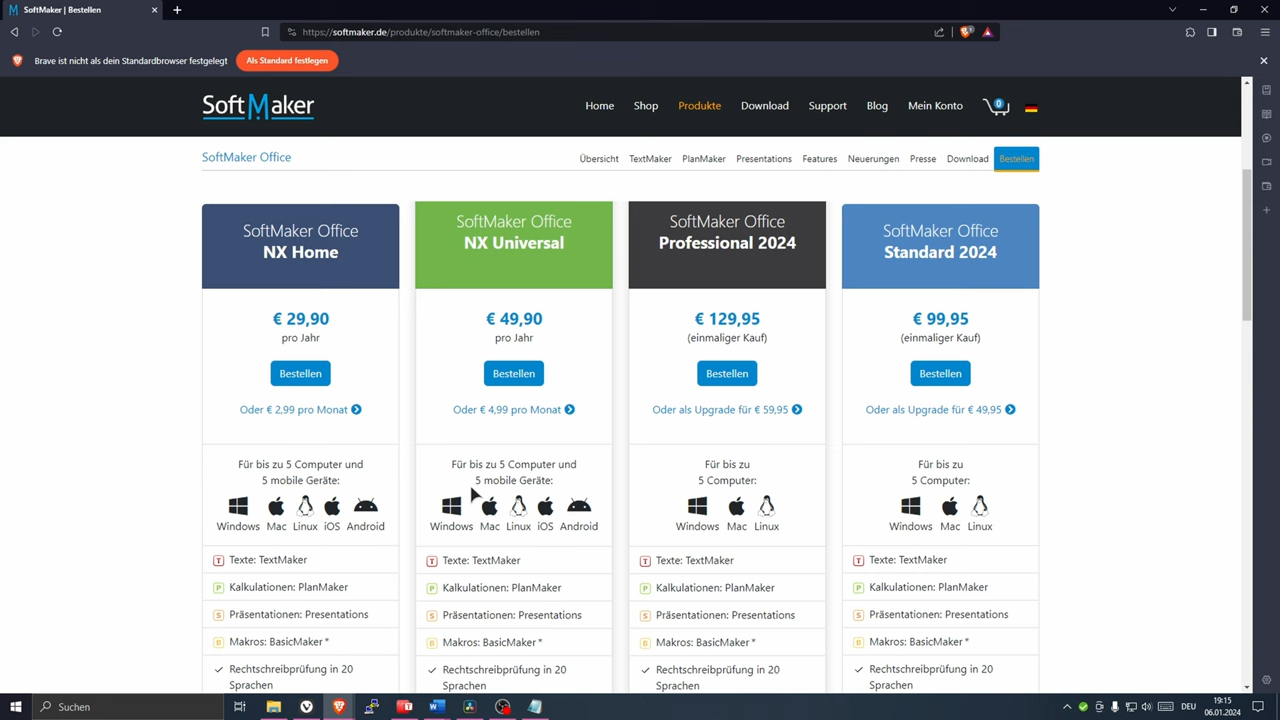 SoftMaker | Bestellen
https://softmaker.de/produkte/softmaker-office/bestellen
Brave ist nicht als dein Standardbrowser festgelegt
Als Standard festlegen
SoftMaker
Home
Shop
Produkte
Download
Support
Blog
Mein Konto
0
SoftMaker Office
Übersicht
TextMaker
PlanMaker
Presentations
Features
Neuerungen
Presse
Download
Bestellen
SoftMaker Office
NX Home
€ 29,90
pro Jahr
Bestellen
Oder € 2,99 pro Monat
Für bis zu 5 Computer und
5 mobile Geräte:
Windows Mac Linux iOS Android
T Texte: TextMaker
P Kalkulationen: PlanMaker
S Präsentationen: Presentations
B Makros: BasicMaker *
Rechtschreibprüfung in 20
Sprachen
SoftMaker Office
NX Universal
€ 49,90
pro Jahr
Bestellen
Oder € 4,99 pro Monat
Für bis zu 5 Computer und
5 mobile Geräte:
Windows Mac Linux iOS Android
T Texte: TextMaker
P Kalkulationen: PlanMaker
S Präsentationen: Presentations
B Makros: BasicMaker *
Rechtschreibprüfung in 20
Sprachen
SoftMaker Office
Professional 2024
€ 129,95
(einmaliger Kauf)
Bestellen
Oder als Upgrade für € 59,95
Für bis zu
5 Computer:
Windows Mac Linux
T Texte: TextMaker
P Kalkulationen: PlanMaker
S Präsentationen: Presentations
B Makros: BasicMaker *
Rechtschreibprüfung in 20
Sprachen
SoftMaker Office
Standard 2024
€ 99,95
(einmaliger Kauf)
Bestellen
Oder als Upgrade für € 49,95
Für bis zu
5 Computer:
Windows Mac Linux
T Texte: TextMaker
P Kalkulationen: PlanMaker
S Präsentationen: Presentations
B Makros: BasicMaker *
Rechtschreibprüfung in 20
Sprachen
Suchen
DEU
19:15
06.01.2024